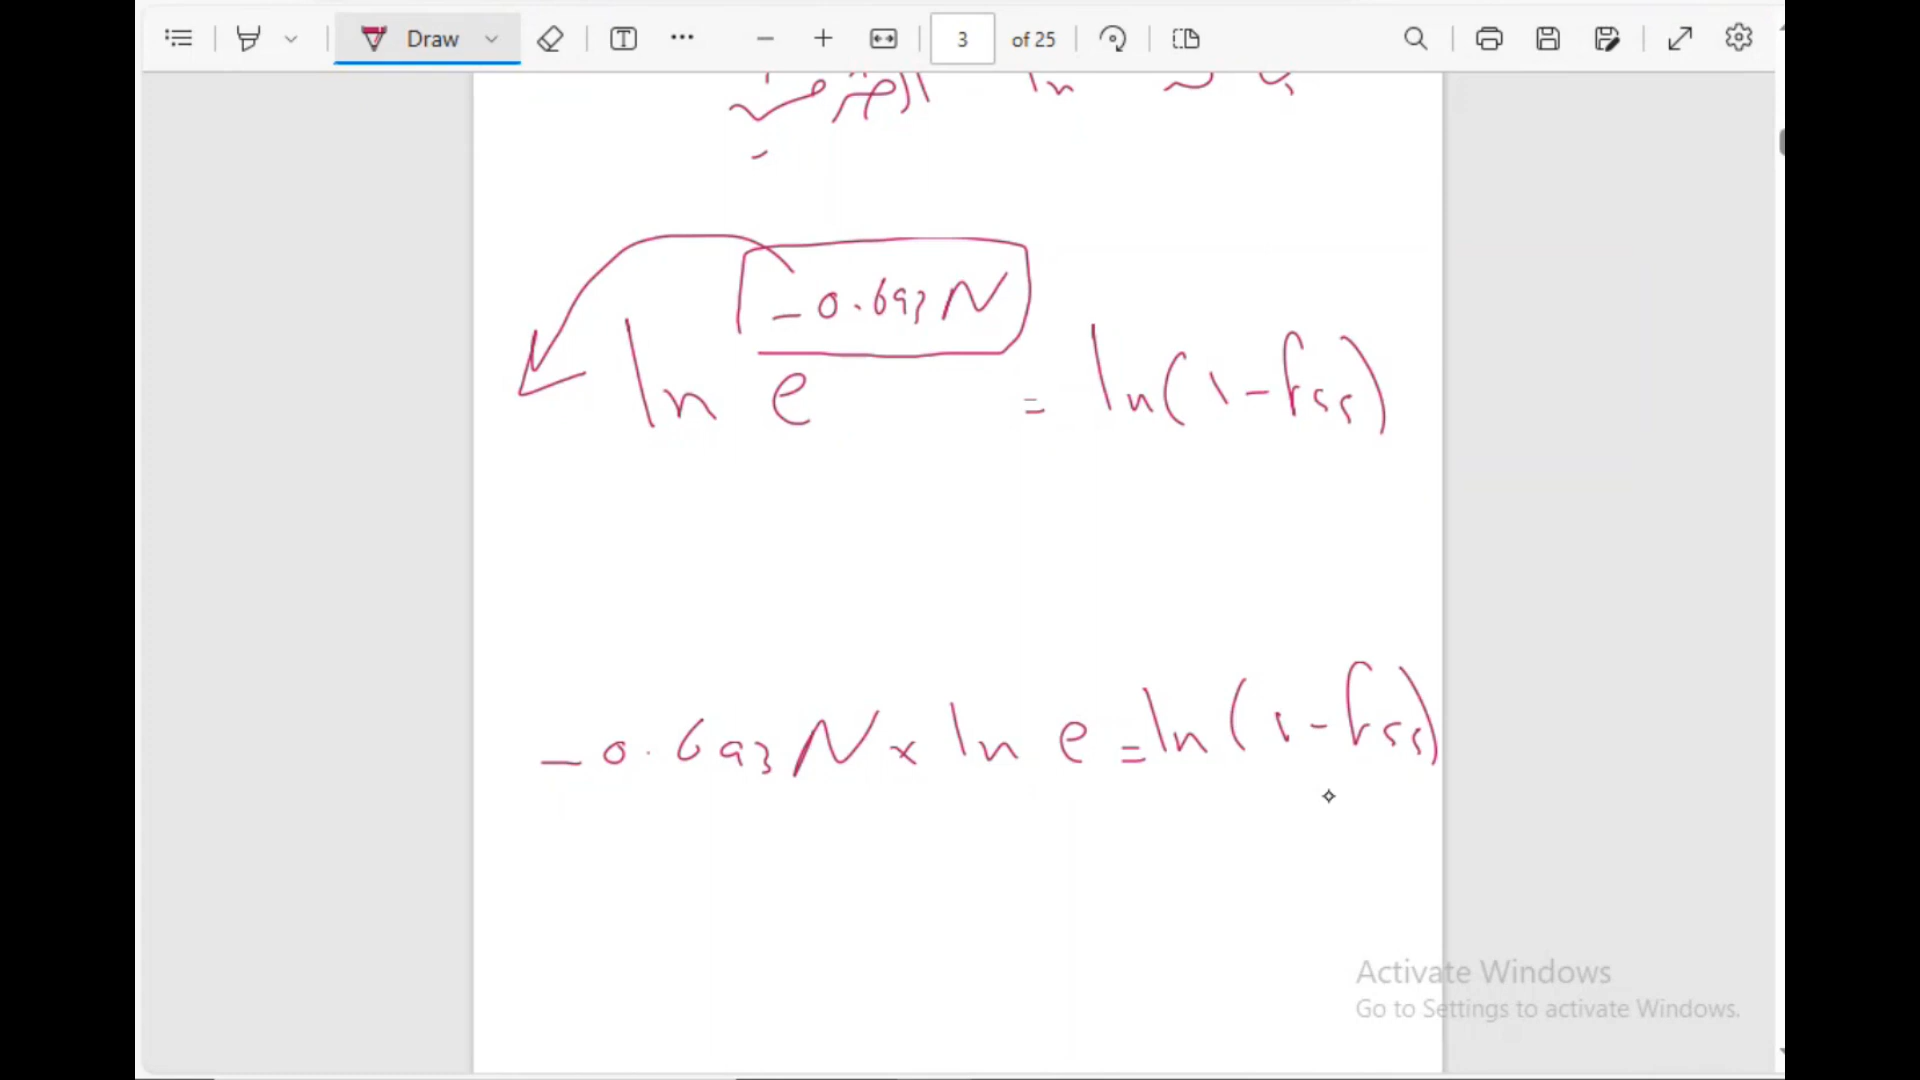 Draw 3 of 25
ln
-0.693N
ln e = ln(1-fss)
-0.693N x ln e = ln(1-fss)
Activate Windows
Go to Settings to activate Windows.